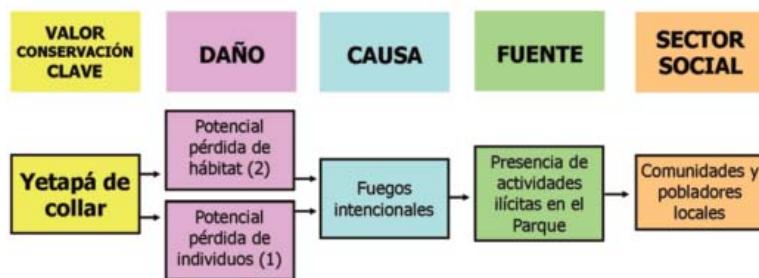 VALOR
CONSERVACIÓN
CLAVE
DAÑO
CAUSA
FUENTE
SECTOR
SOCIAL
Yetapá de
collar
Potencial
pérdida de
hábitat (2)
Potencial
pérdida de
individuos (1)
Fuegos
intencionales
Presencia de
actividades
ilícitas en el
Parque
Comunidades y
pobladores
locales